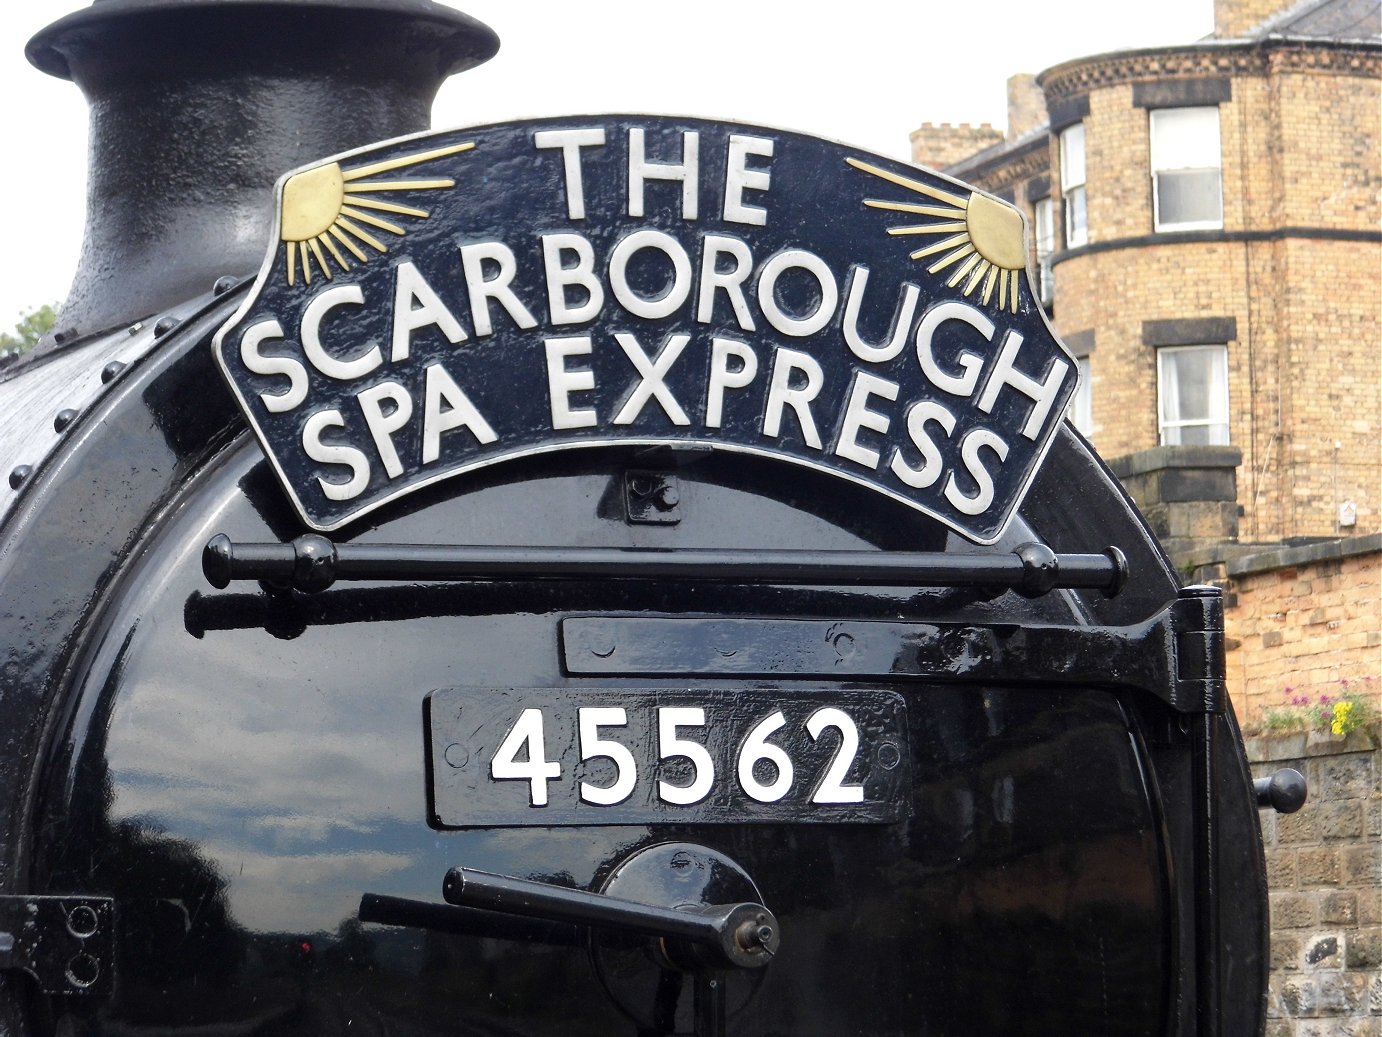 THE
SCARBOROUGH
SPA EXPRESS
45562